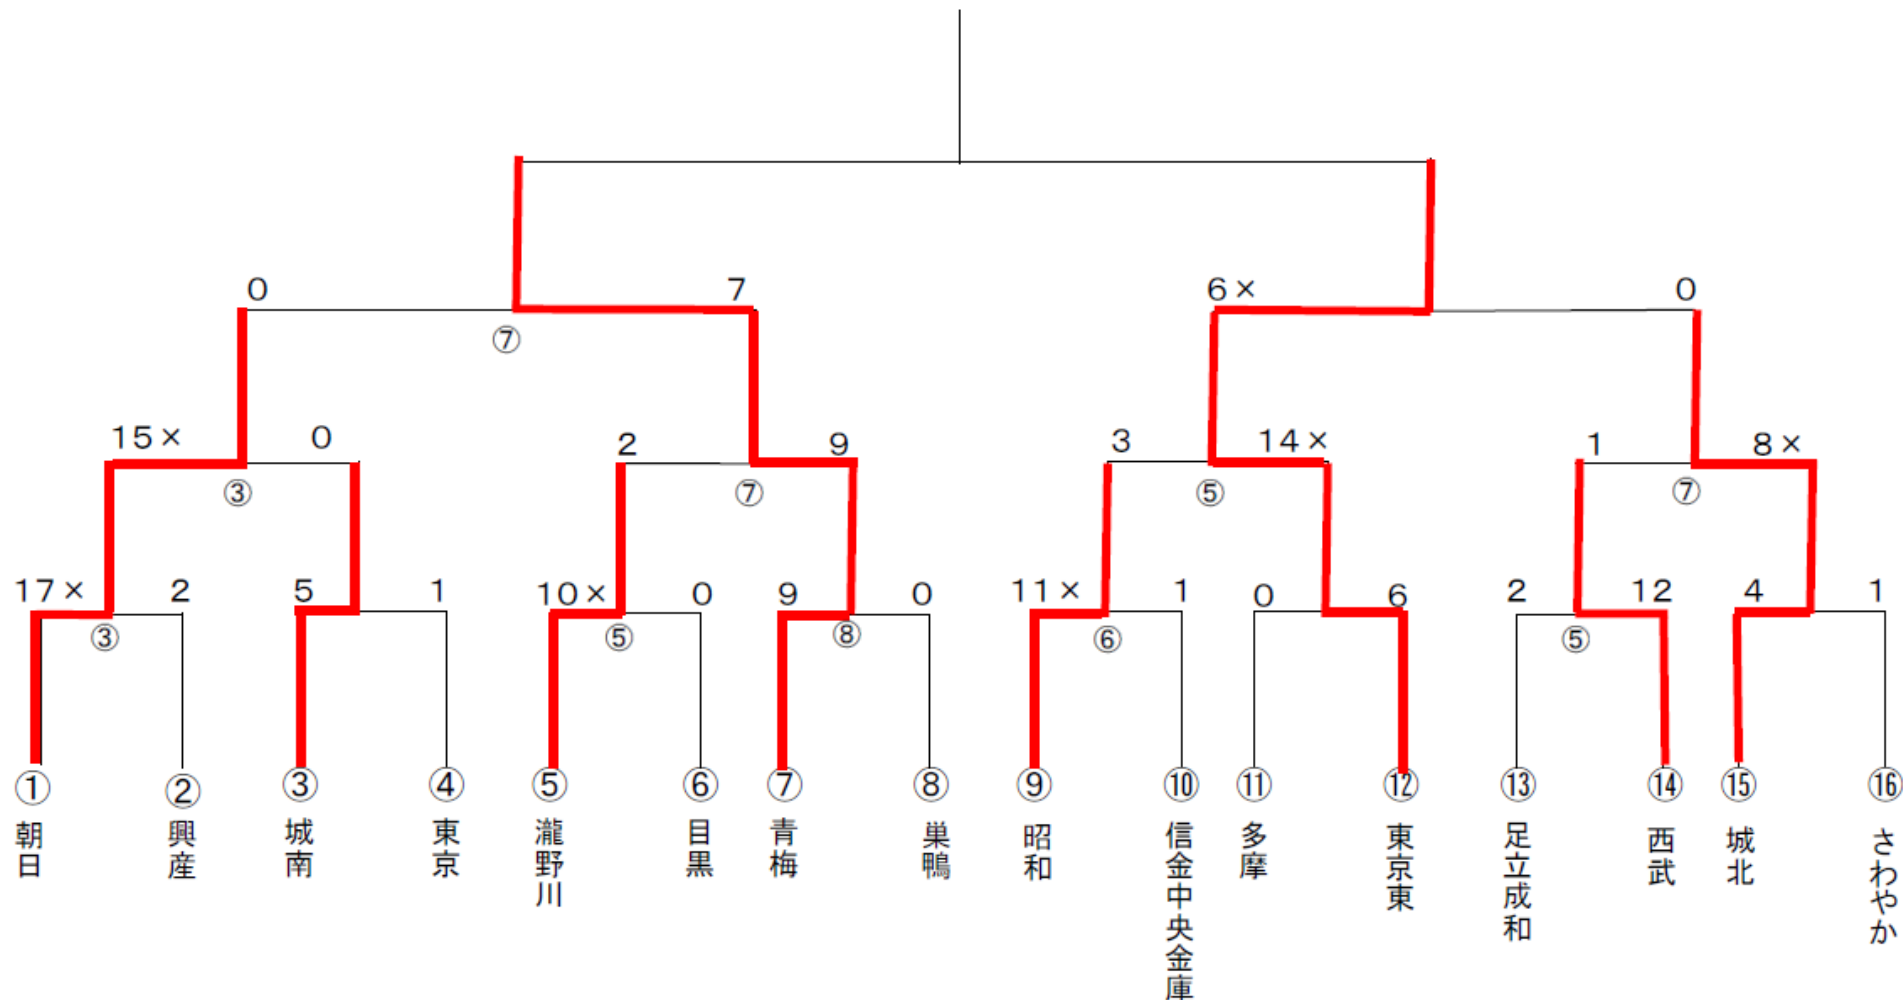 0 7 6× 0
⑦
15× 0 2 9 3 14× 1 8×
③ ⑦ ⑤ ⑦
17× 2 5 1 10× 0 9 0 11× 1 0 6 2 12 4 1
③ ⑤ ⑧ ⑥ ⑤
① ② ③ ④ ⑤ ⑥ ⑦ ⑧ ⑨ ⑩ ⑪ ⑫ ⑬ ⑭ ⑮ ⑯
朝日
興産
城南
東京
瀧野川
目黒
青梅
巣鴨
昭和
信金中央金庫
多摩
東京東
足立成和
西武
城北
さわやか